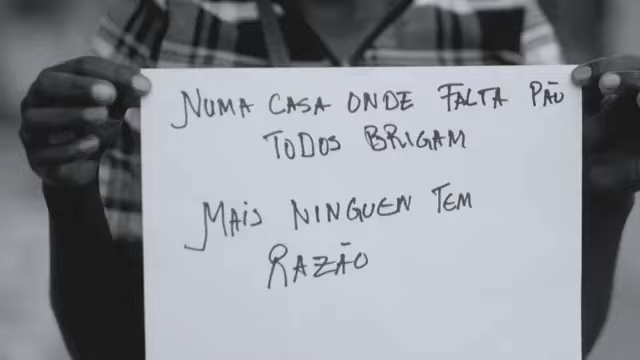 NUMA CASA ONDE FALTA PÃO
TODOS BRIGAM
MAIS NINGUEN TEM
RAZÃO